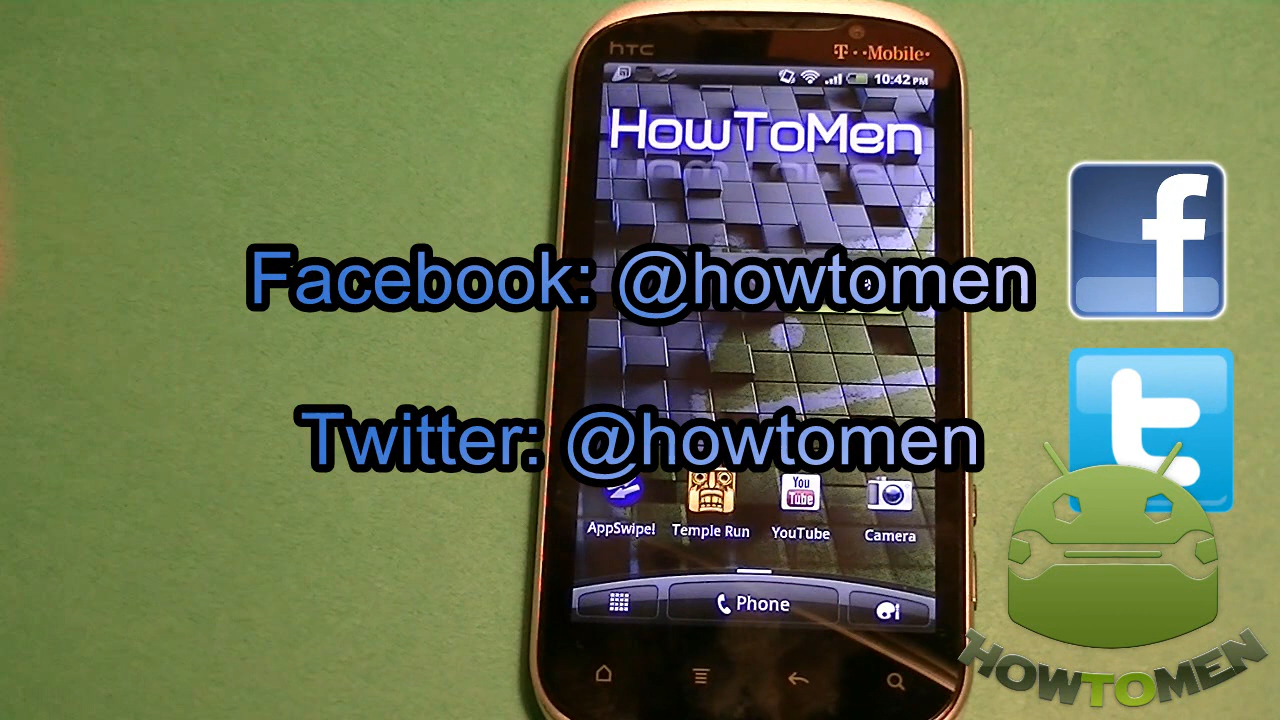 hTC
T··Mobile·
10:42 PM
HowToMen
Facebook: @howtomen
f
Twitter: @howtomen
t
You
Tube
AppSwipe!
Temple Run
YouTube
Camera
Phone
HOWTOMEN